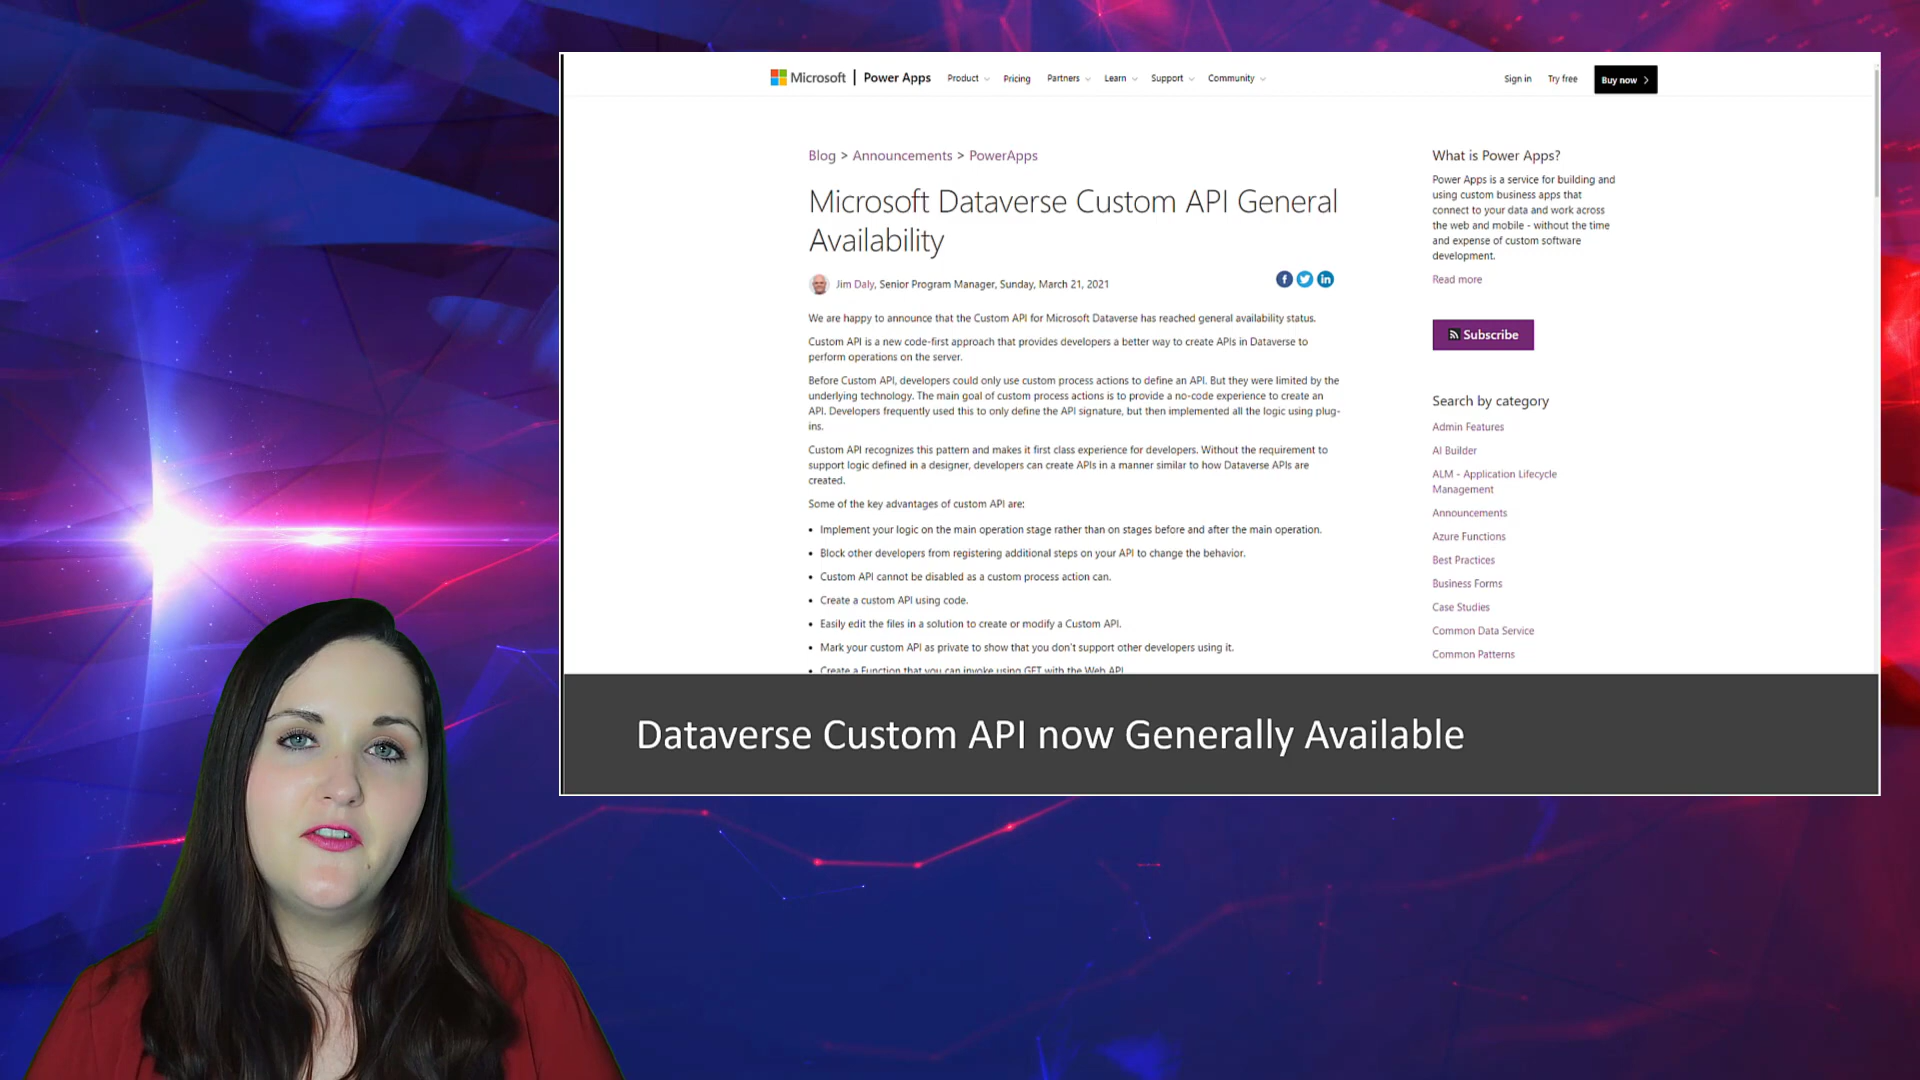 Microsoft | Power Apps Product Pricing Partners Learn Support Community Sign in Try free Buy now
Blog > Announcements > PowerApps
Microsoft Dataverse Custom API General
Availability
Jim Daly, Senior Program Manager, Sunday, March 21, 2021
We are happy to announce that the Custom API for Microsoft Dataverse has reached general availability status.
Custom API is a new code-first approach that provides developers a better way to create APIs in Dataverse to
perform operations on the server.
Before Custom API, developers could only use custom process actions to define an API. But they were limited by the
underlying technology. The main goal of custom process actions is to provide a no-code experience to create an
API. Developers frequently used this to only define the API signature, but then implemented all the logic using plug-
ins.
Custom API recognizes this pattern and makes it first class experience for developers. Without the requirement to
support logic defined in a designer, developers can create APIs in a manner similar to how Dataverse APIs are
created.
Some of the key advantages of custom API are:
• Implement your logic on the main operation stage rather than on stages before and after the main operation.
• Block other developers from registering additional steps on your API to change the behavior.
• Custom API cannot be disabled as a custom process action can.
• Create a custom API using code.
• Easily edit the files in a solution to create or modify a Custom API.
• Mark your custom API as private to show that you don't support other developers using it.
• Create a Function that you can invoke using GET with the Web API
What is Power Apps?
Power Apps is a service for building and
using custom business apps that
connect to your data and work across
the web and mobile - without the time
and expense of custom software
development.
Read more
Subscribe
Search by category
Admin Features
AI Builder
ALM - Application Lifecycle
Management
Announcements
Azure Functions
Best Practices
Business Forms
Case Studies
Common Data Service
Common Patterns
Dataverse Custom API now Generally Available